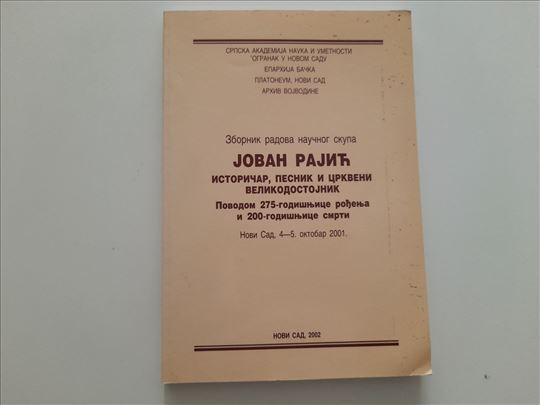 СРПСКА АКАДЕМИЈА НАУКА И УМЕТНОСТИ
ОГРАНАК У НОВОМ САДУ
ЕПАРХИЈА БАЧКА
ПЛАТОНЕУМ, НОВИ САД
АРХИВ ВОЈВОДИНЕ
Зборник радова научног скупа
ЈОВАН РАЈИЋ
ИСТОРИЧАР, ПЕСНИК И ЦРКВЕНИ
ВЕЛИКОДОСТОЈНИК
Поводом 275-годишњице рођења
и 200-годишњице смрти
Нови Сад, 4—5. октобар 2001.
НОВИ САД, 2002